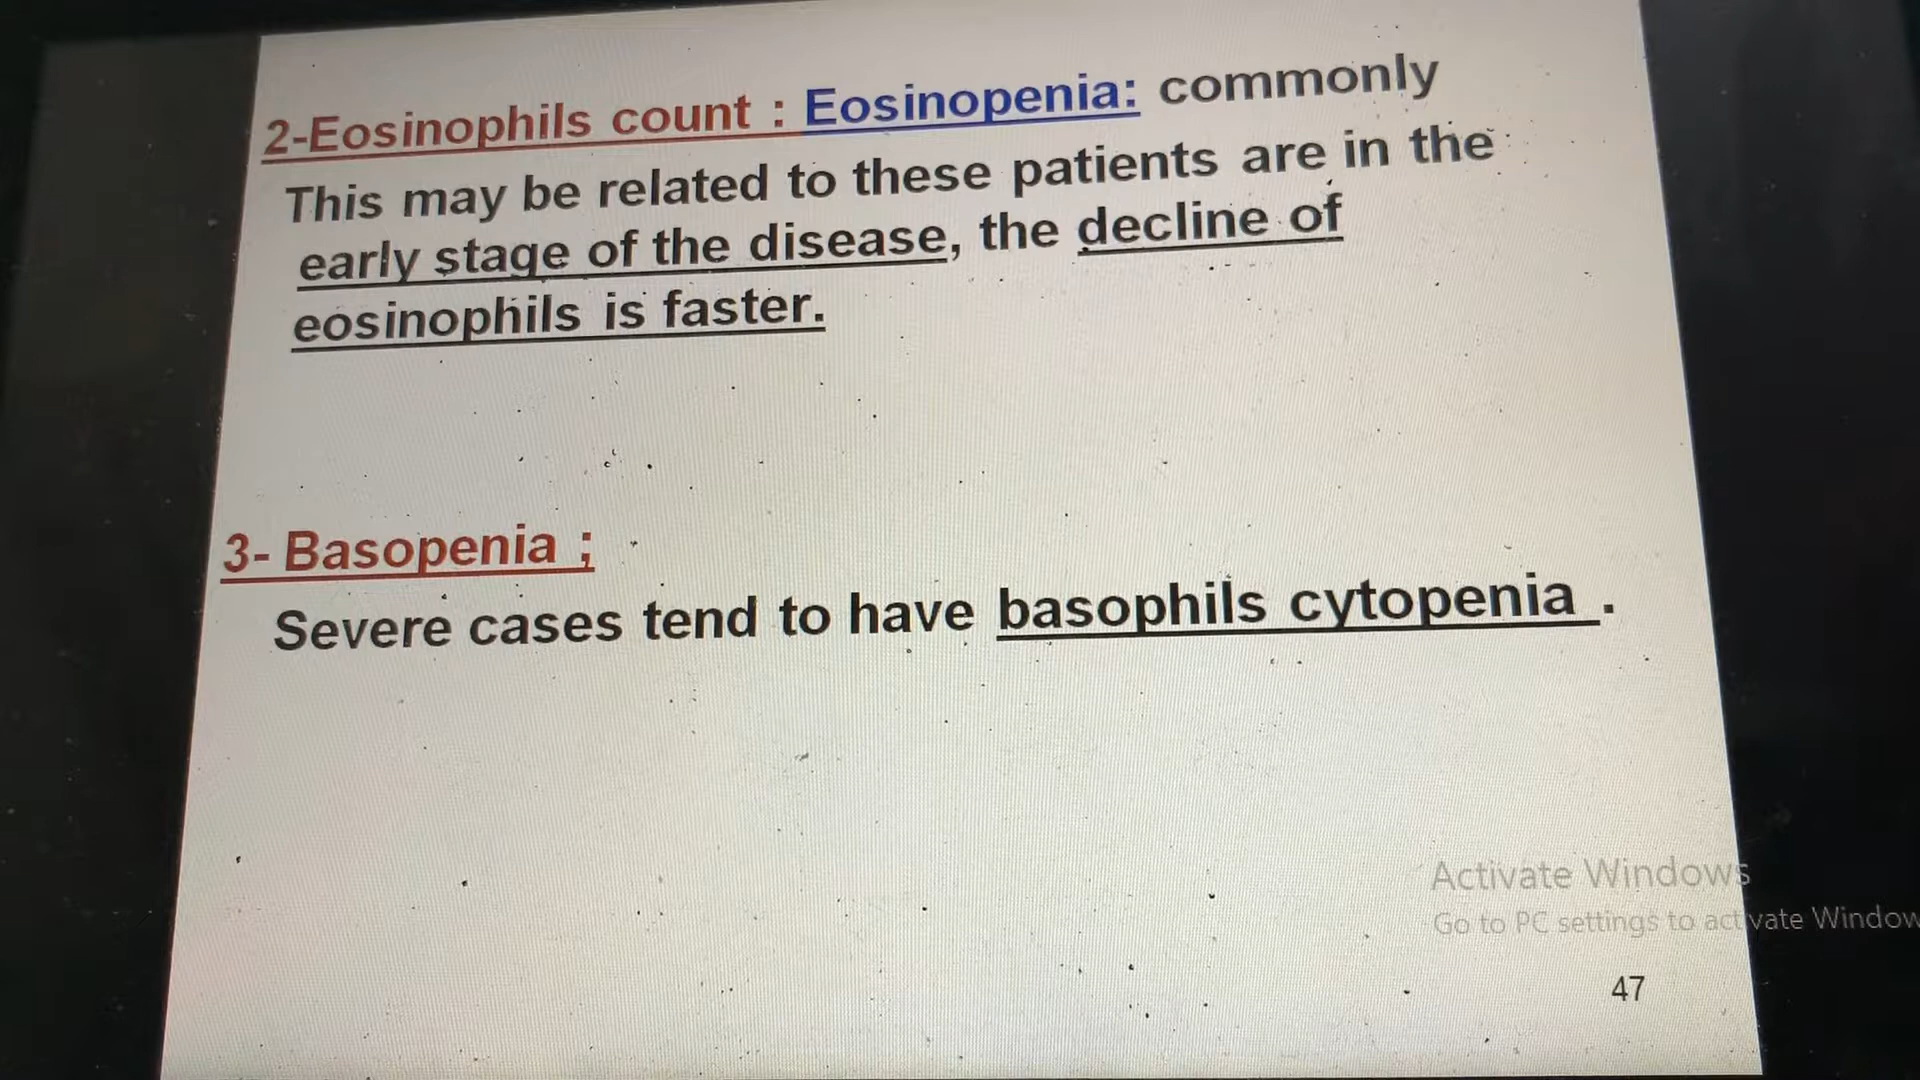 2-Eosinophils count : Eosinopenia: commonly
This may be related to these patients are in the
early stage of the disease, the decline of
eosinophils is faster.
3- Basopenia ;
Severe cases tend to have basophils cytopenia .
Activate Windows
Go to PC settings to activate Window
47